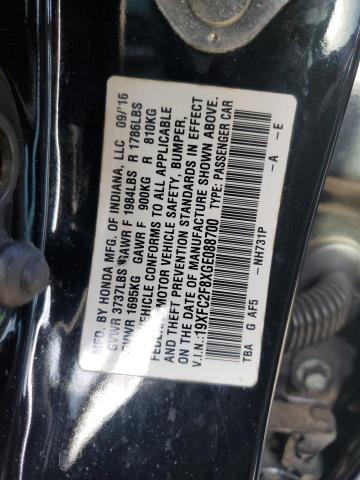 MFD. BY HONDA MFG. OF INDIANA, LLC 09/'16
GVWR 3737LBS GAWR F 1984LBS R 1786LBS
GVWR 1695KG GAWR F 900KG R 810KG
VEHICLE CONFORMS TO ALL APPLICABLE
MOTOR VEHICLE SAFETY, BUMPER,
AND THEFT PREVENTION STANDARDS IN EFFECT
ON THE DATE OF MANUFACTURE SHOWN ABOVE.
V.I.N.:19XFC2F8XGE088700 TYPE: PASSENGER CAR
TBA G AF5 -NH731P -A -E